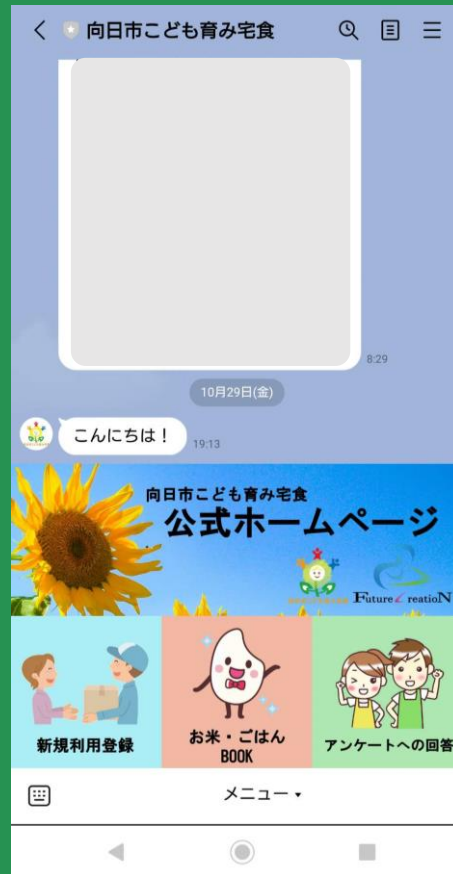 向日市こども育み宅食
8:29
10月29日(金)
こんにちは！
19:13
向日市こども育み宅食
公式ホームページ
Future Creation
新規利用登録
お米・ごはん
BOOK
アンケートへの回答
メニュー ▾